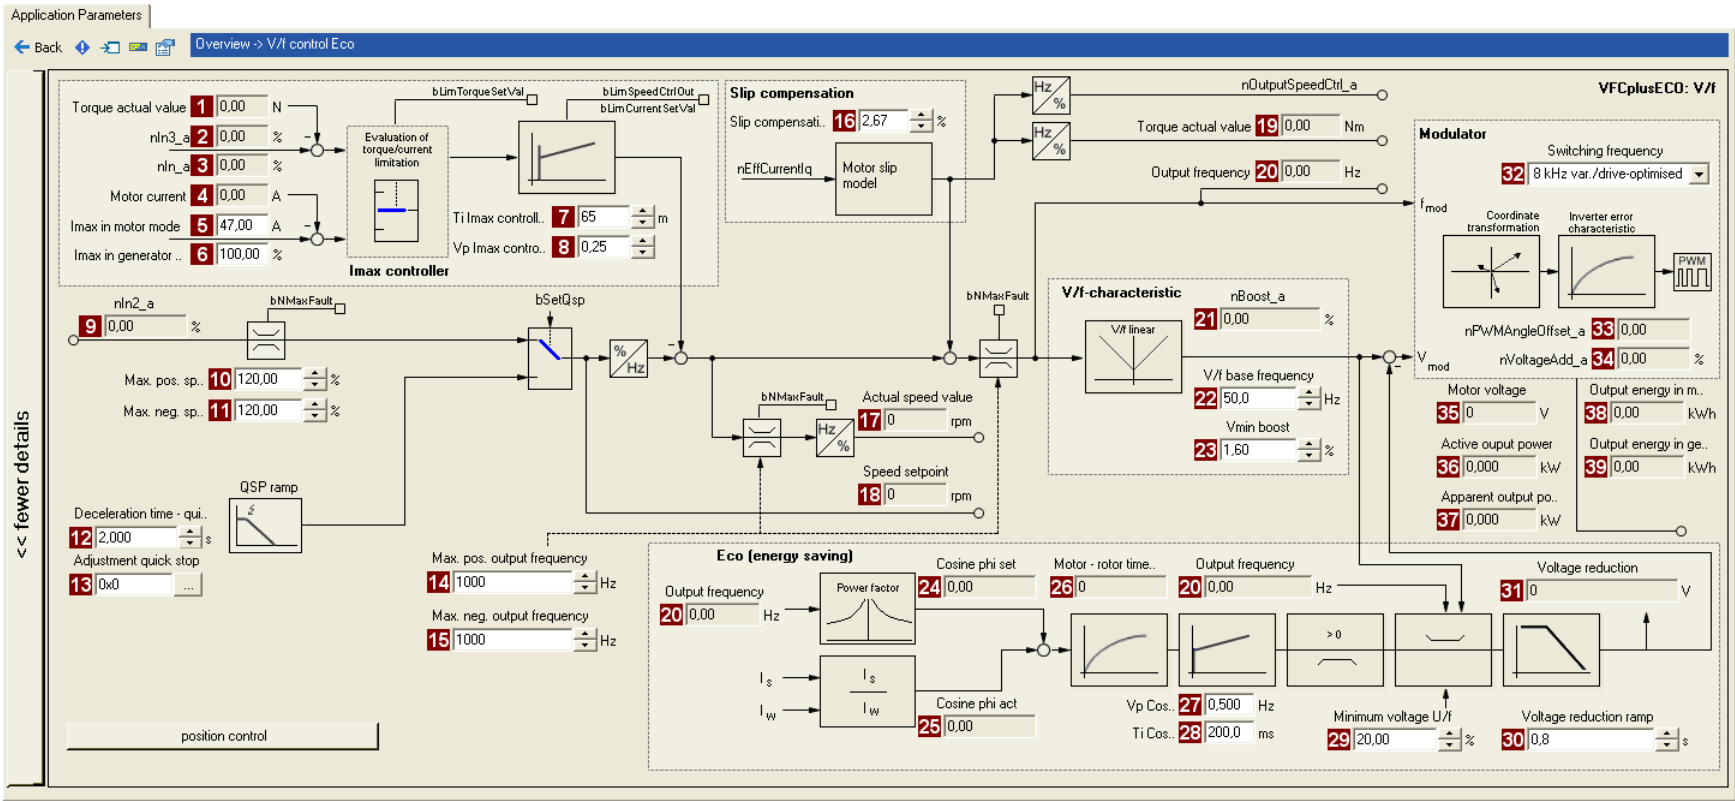 Application Parameters
Back
Overview -> V/f control Eco
<< fewer details
VFCplusECO: V/f
Torque actual value 1 0,00 N
nIn3_a 2 0,00 %
nIn_a 3 0,00 %
Motor current 4 0,00 A
Imax in motor mode 5 47,00 A
Imax in generator .. 6 100,00 %
bLimTorqueSetVal
Evaluation of
torque/current
limitation
bLimSpeedCtrlOut
bLimCurrentSetVal
Ti Imax controll.. 7 65 m
Vp Imax contro.. 8 0,25
Imax controller
Slip compensation
Slip compensati.. 16 2,67 %
nEffCurrentIq
Motor slip
model
Hz
%
nOutputSpeedCtrl_a
Hz
%
Torque actual value 19 0,00 Nm
Output frequency 20 0,00 Hz
Modulator
Switching frequency
32 8 kHz var./drive-optimised
fmod
Coordinate
transformation
Inverter error
characteristic
PWM
nPWMAngleOffset_a 33 0,00
nVoltageAdd_a 34 0,00 %
Vmod
nIn2_a
9 0,00 %
bNMaxFault
bSetQsp
Max. pos. sp.. 10 120,00 %
Max. neg. sp.. 11 120,00 %
%
Hz
bNMaxFault
bNMaxFault
Hz
%
Actual speed value
17 0 rpm
Speed setpoint
18 0 rpm
V/f-characteristic
V/f linear
nBoost_a
21 0,00 %
V/f base frequency
22 50,0 Hz
Vmin boost
23 1,60 %
Motor voltage
35 0 V
Output energy in m..
38 0,00 kWh
Active ouput power
36 0,000 kW
Output energy in ge..
39 0,00 kWh
Apparent output po..
37 0,000 kW
QSP ramp
Deceleration time - qui..
12 2,000 s
Adjustment quick stop
13 0x0 ...
Max. pos. output frequency
14 1000 Hz
Max. neg. output frequency
15 1000 Hz
Eco (energy saving)
Output frequency
20 0,00 Hz
Power factor
Cosine phi set
24 0,00
Motor - rotor time..
26 0
Output frequency
20 0,00 Hz
Voltage reduction
31 0 V
> 0
Is
Iw
Is
Iw
Cosine phi act
25 0,00
Vp Cos.. 27 0,500 Hz
Ti Cos.. 28 200,0 ms
Minimum voltage U/f
29 20,00 %
Voltage reduction ramp
30 0,8 s
position control